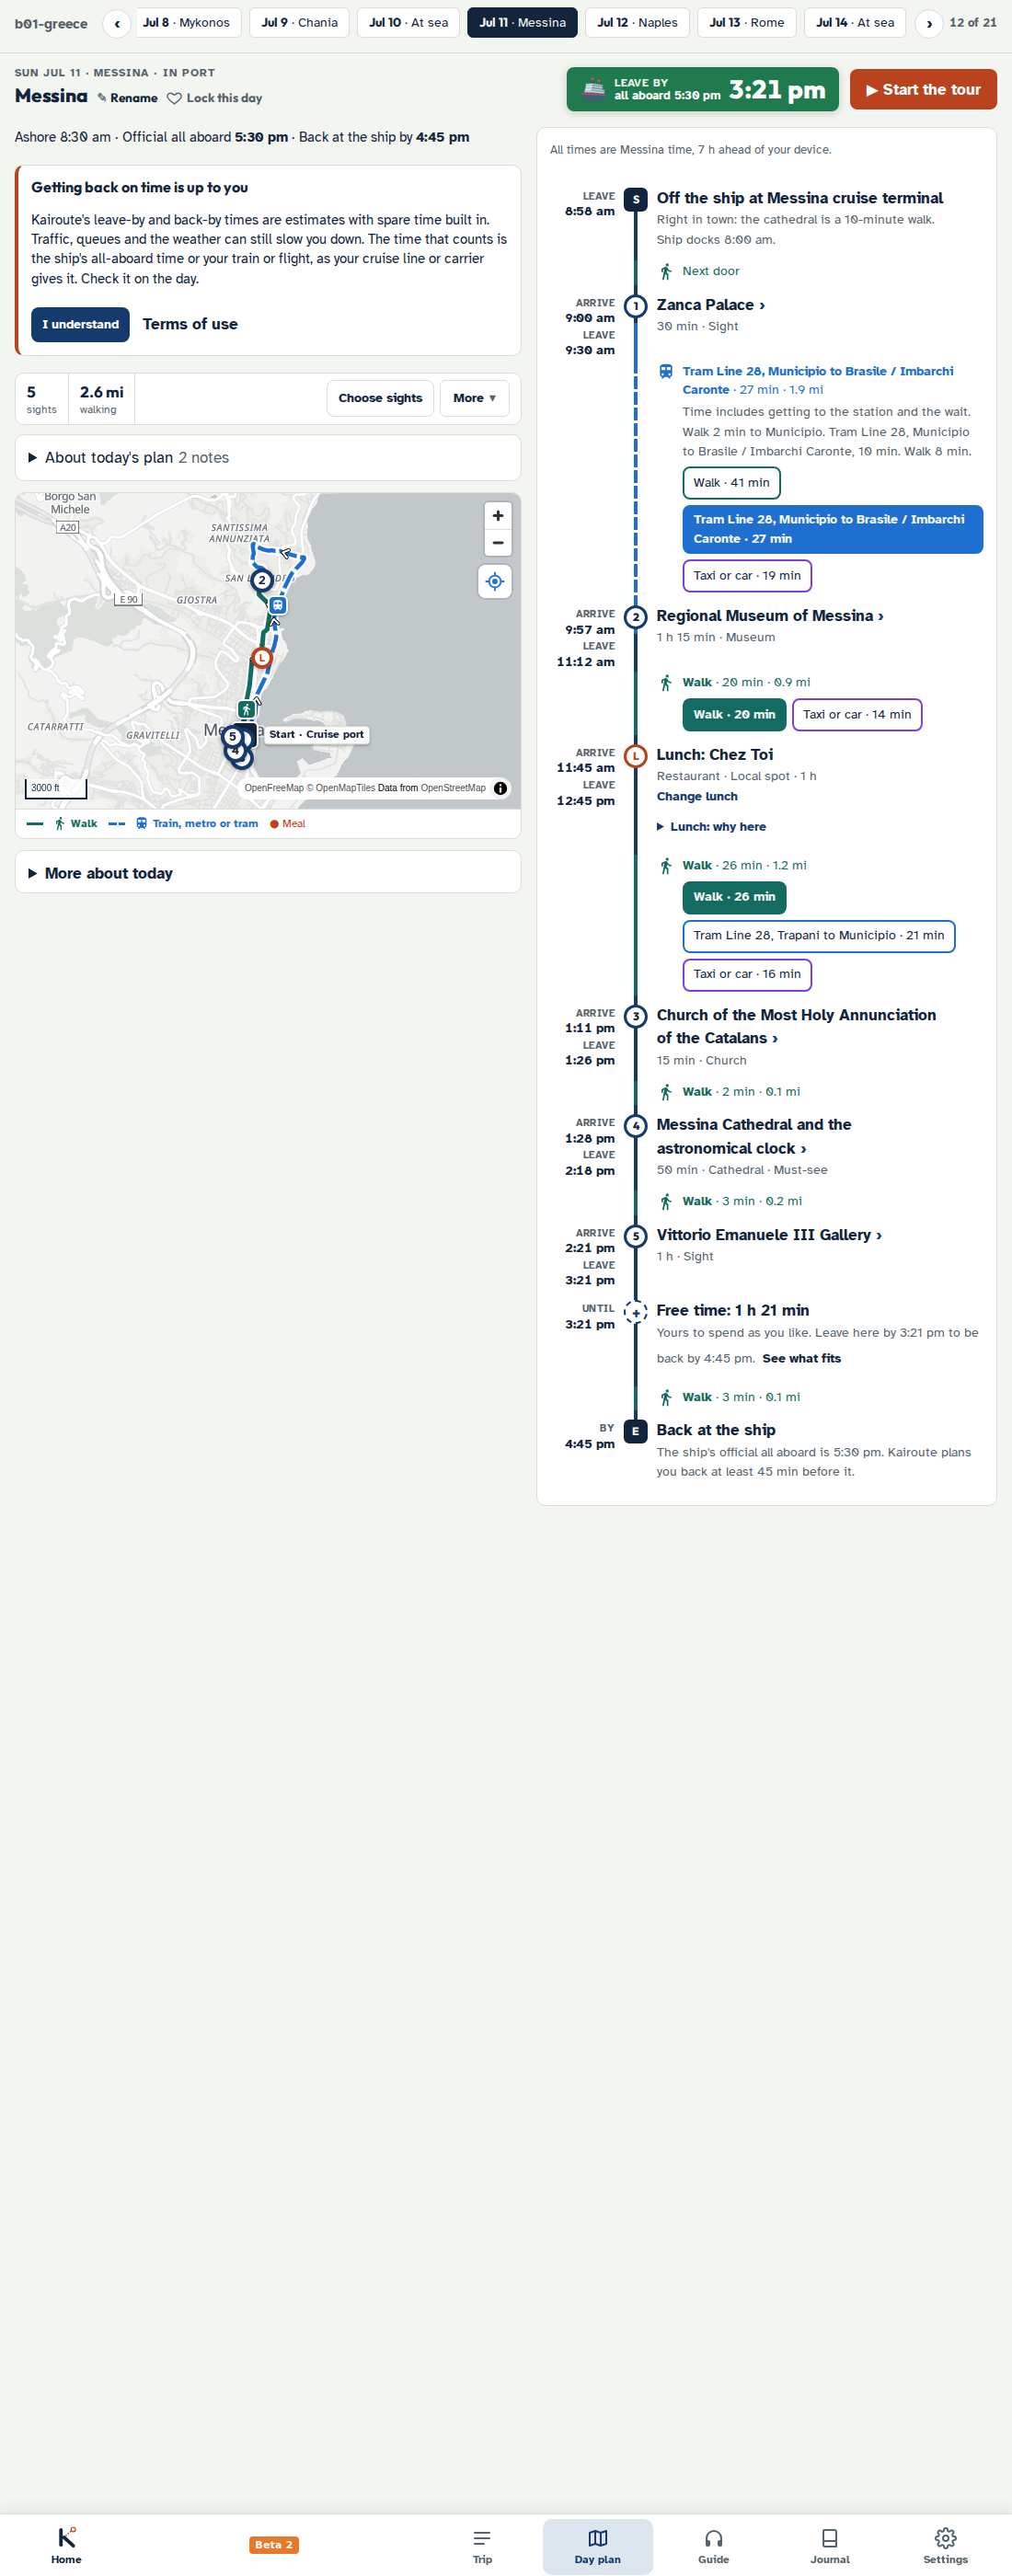 b01-greece
‹
Jul 8 · Mykonos
Jul 9 · Chania
Jul 10 · At sea
Jul 11 · Messina
Jul 12 · Naples
Jul 13 · Rome
Jul 14 · At sea
›
12 of 21
SUN JUL 11 · MESSINA · IN PORT
Messina ✎ Rename Lock this day
LEAVE BY
all aboard 5:30 pm
3:21 pm
▶ Start the tour
Ashore 8:30 am · Official all aboard 5:30 pm · Back at the ship by 4:45 pm
Getting back on time is up to you
Kairoute's leave-by and back-by times are estimates with spare time built in.
Traffic, queues and the weather can still slow you down. The time that counts is
the ship's all-aboard time or your train or flight, as your cruise line or carrier
gives it. Check it on the day.
I understand
Terms of use
5
sights
2.6 mi
walking
Choose sights
More ▼
▶ About today's plan 2 notes
Borgo San
Michele
A20
SANTISSIMA
ANNUNZIATA
2
E 90
GIOSTRA
L
CATARRATTI
GRAVITELLI
5
4
Start · Cruise port
+
−
3000 ft
OpenFreeMap © OpenMapTiles Data from OpenStreetMap
Walk
Train, metro or tram
Meal
▶ More about today
All times are Messina time, 7 h ahead of your device.
LEAVE
8:58 am
S
Off the ship at Messina cruise terminal
Right in town: the cathedral is a 10-minute walk.
Ship docks 8:00 am.
Next door
ARRIVE
9:00 am
LEAVE
9:30 am
1
Zanca Palace ›
30 min · Sight
Tram Line 28, Municipio to Brasile / Imbarchi
Caronte · 27 min · 1.9 mi
Time includes getting to the station and the wait.
Walk 2 min to Municipio. Tram Line 28, Municipio
to Brasile / Imbarchi Caronte, 10 min. Walk 8 min.
Walk · 41 min
Tram Line 28, Municipio to Brasile / Imbarchi
Caronte · 27 min
Taxi or car · 19 min
ARRIVE
9:57 am
LEAVE
11:12 am
2
Regional Museum of Messina ›
1 h 15 min · Museum
Walk · 20 min · 0.9 mi
Walk · 20 min
Taxi or car · 14 min
ARRIVE
11:45 am
LEAVE
12:45 pm
L
Lunch: Chez Toi
Restaurant · Local spot · 1 h
Change lunch
▶ Lunch: why here
Walk · 26 min · 1.2 mi
Walk · 26 min
Tram Line 28, Trapani to Municipio · 21 min
Taxi or car · 16 min
ARRIVE
1:11 pm
LEAVE
1:26 pm
3
Church of the Most Holy Annunciation
of the Catalans ›
15 min · Church
Walk · 2 min · 0.1 mi
ARRIVE
1:28 pm
LEAVE
2:18 pm
4
Messina Cathedral and the
astronomical clock ›
50 min · Cathedral · Must-see
Walk · 3 min · 0.2 mi
ARRIVE
2:21 pm
LEAVE
3:21 pm
5
Vittorio Emanuele III Gallery ›
1 h · Sight
UNTIL
3:21 pm
+
Free time: 1 h 21 min
Yours to spend as you like. Leave here by 3:21 pm to be
back by 4:45 pm. See what fits
Walk · 3 min · 0.1 mi
BY
4:45 pm
E
Back at the ship
The ship's official all aboard is 5:30 pm. Kairoute plans
you back at least 45 min before it.
Home
Beta 2
Trip
Day plan
Guide
Journal
Settings